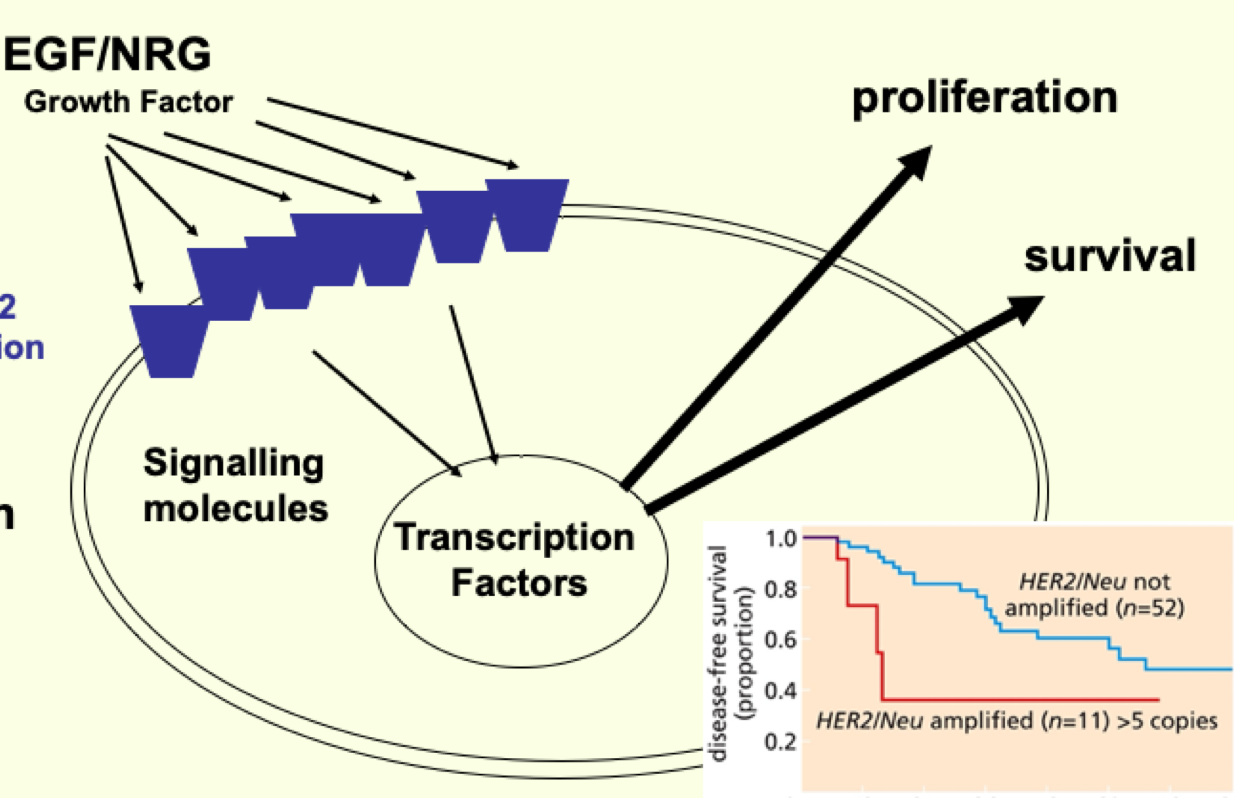 EGF/NRG
Growth Factor
proliferation
survival
2
ion
n
Signalling
molecules
Transcription
Factors
disease-free survival
(proportion)
1.0
0.8
0.6
0.4
0.2
HER2/Neu not
amplified (n=52)
HER2/Neu amplified (n=11) >5 copies